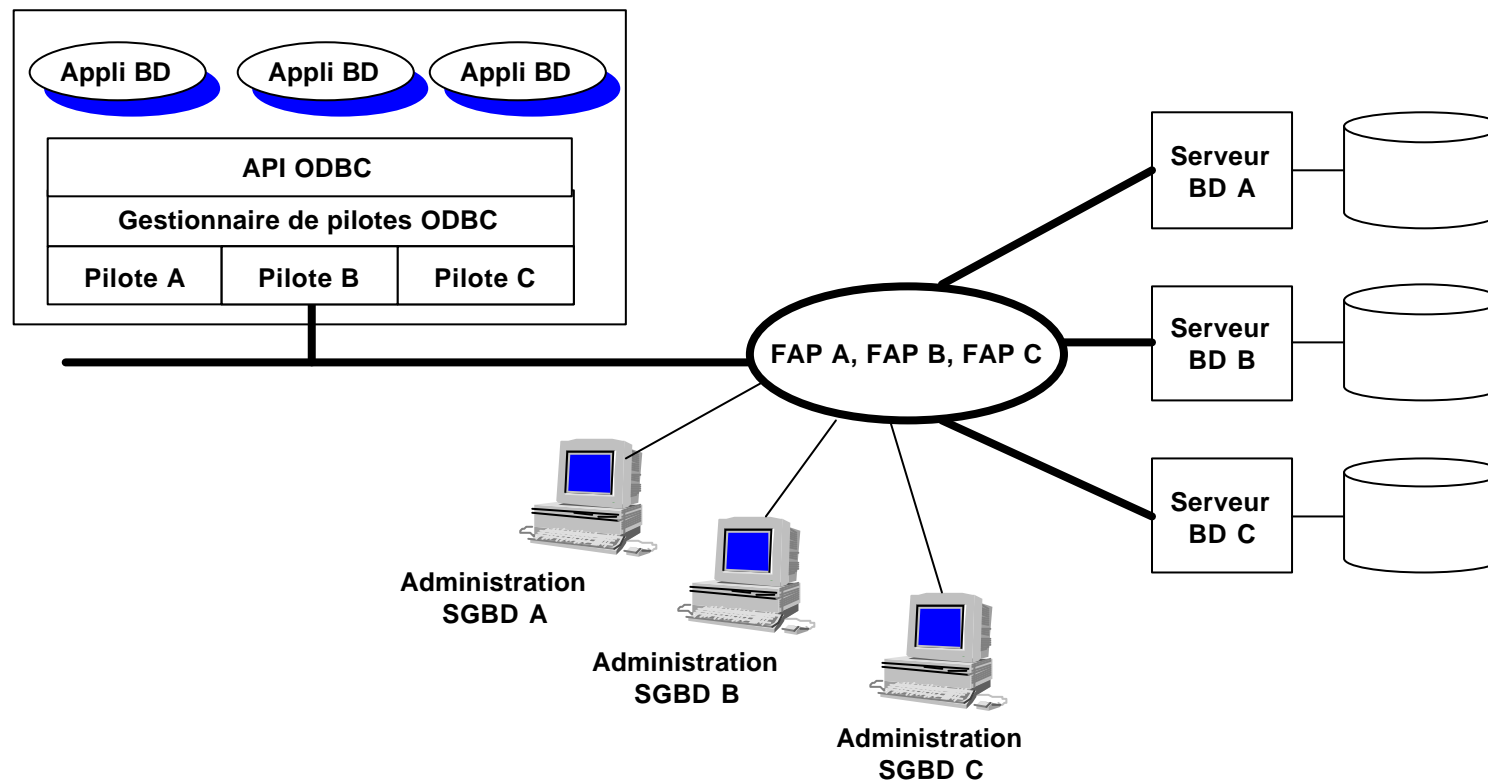 Appli BD
Appli BD
Appli BD
API ODBC
Gestionnaire de pilotes ODBC
Pilote A
Pilote B
Pilote C
FAP A, FAP B, FAP C
Serveur
BD A
Serveur
BD B
Serveur
BD C
Administration
SGBD A
Administration
SGBD B
Administration
SGBD C